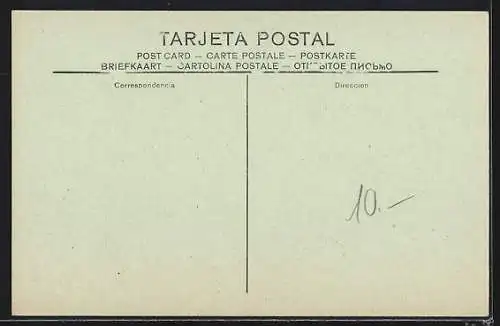 TARJETA POSTAL
POST CARD — CARTE POSTALE — POSTKARTE
BRIEFKAART — CARTOLINA POSTALE — ОТКРЫТОЕ ПИСЬМО
Correspondencia
Direccion
10.—